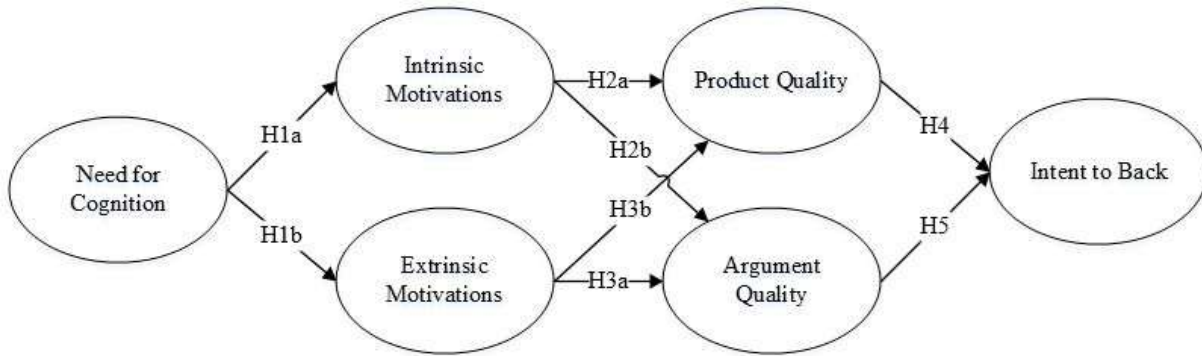 Intrinsic
Motivations
H2a
Product Quality
H1a
H4
H2b
Need for
Cognition
Intent to Back
H3b
H1b
H5
Extrinsic
Motivations
H3a
Argument
Quality